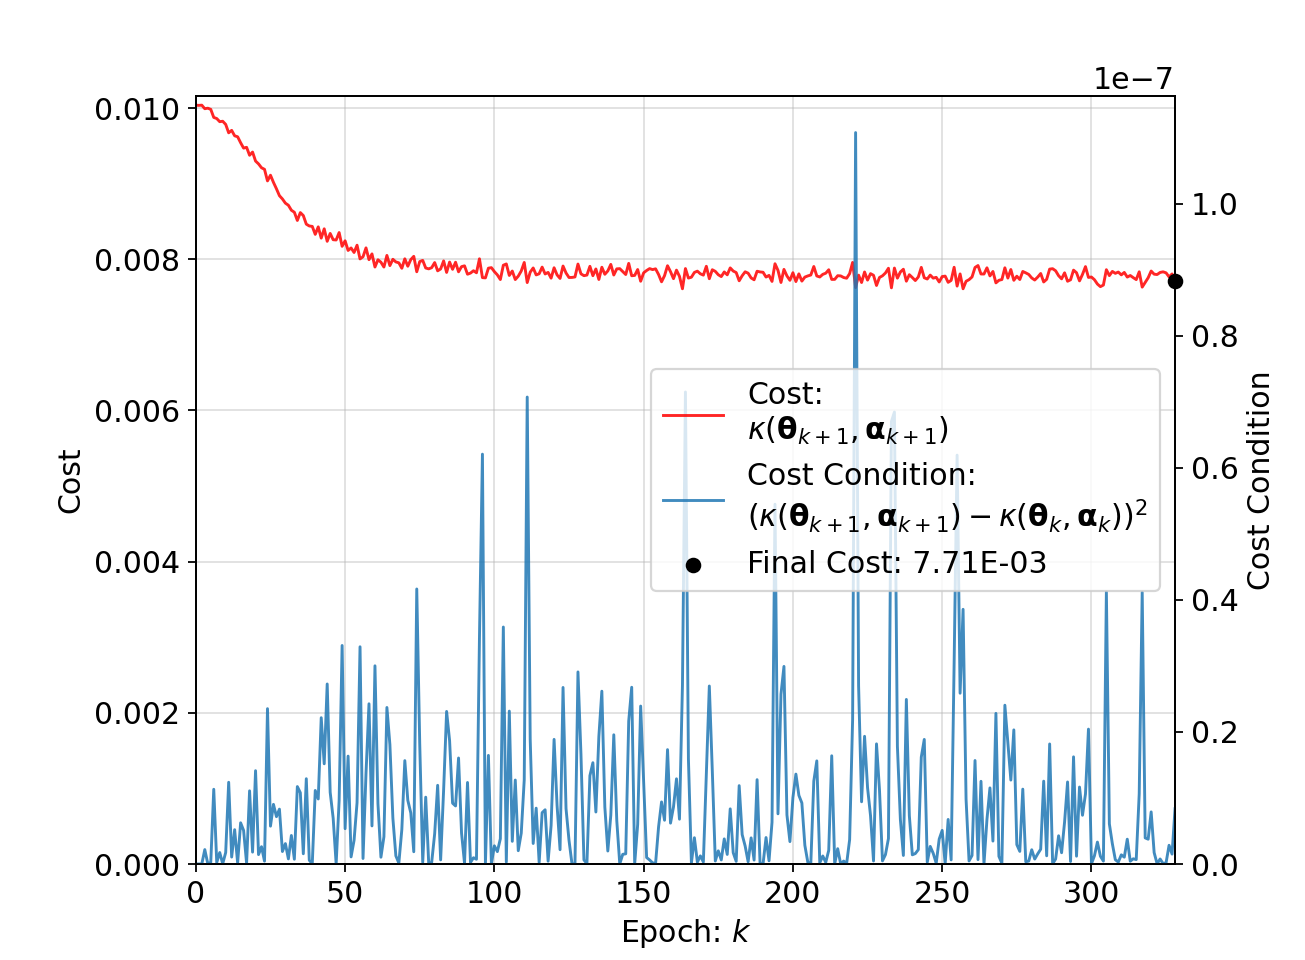 1e−7
0.010
0.008
0.006
0.004
0.002
0.000
Cost
1.0
0.8
0.6
0.4
0.2
0.0
Cost Condition
Cost:
κ(θ_{k+1}, α_{k+1})
Cost Condition:
(κ(θ_{k+1}, α_{k+1}) − κ(θ_k, α_k))²
Final Cost: 7.71E-03
0 50 100 150 200 250 300
Epoch: k